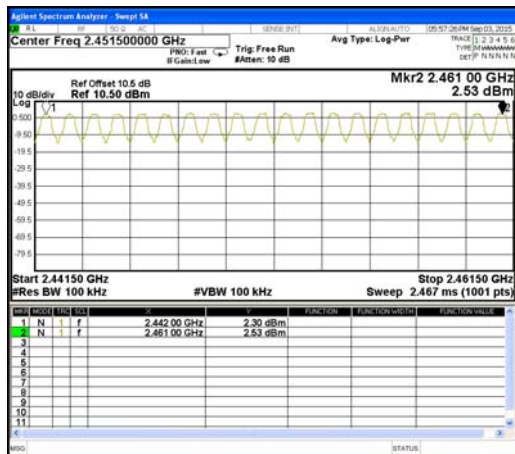 Agilent Spectrum Analyzer - Swept SA
RL RF 50 Ω AC SENSE:INT ALIGN AUTO 05:57:26 PM Sep 03, 2015
Center Freq 2.451500000 GHz
PNO: Fast
IFGain:Low
Trig: Free Run
#Atten: 10 dB
Avg Type: Log-Pwr
TRACE 1 2 3 4 5 6
TYPE
DET P N N N N N
Mkr2 2.461 00 GHz
2.53 dBm
Ref Offset 10.5 dB
10 dB/div Ref 10.50 dBm
Log
1
2
0.500
-9.50
-19.5
-29.5
-39.5
-49.5
-59.5
-69.5
-79.5
Start 2.44150 GHz
Stop 2.46150 GHz
#Res BW 100 kHz
#VBW 100 kHz
Sweep 2.467 ms (1001 pts)
MKR MODE TRC SCL X Y FUNCTION FUNCTION WIDTH FUNCTION VALUE
1 N 1 f 2.442 00 GHz 2.30 dBm
2 N 1 f 2.461 00 GHz 2.53 dBm
3
4
5
6
7
8
9
10
11
MSG
STATUS